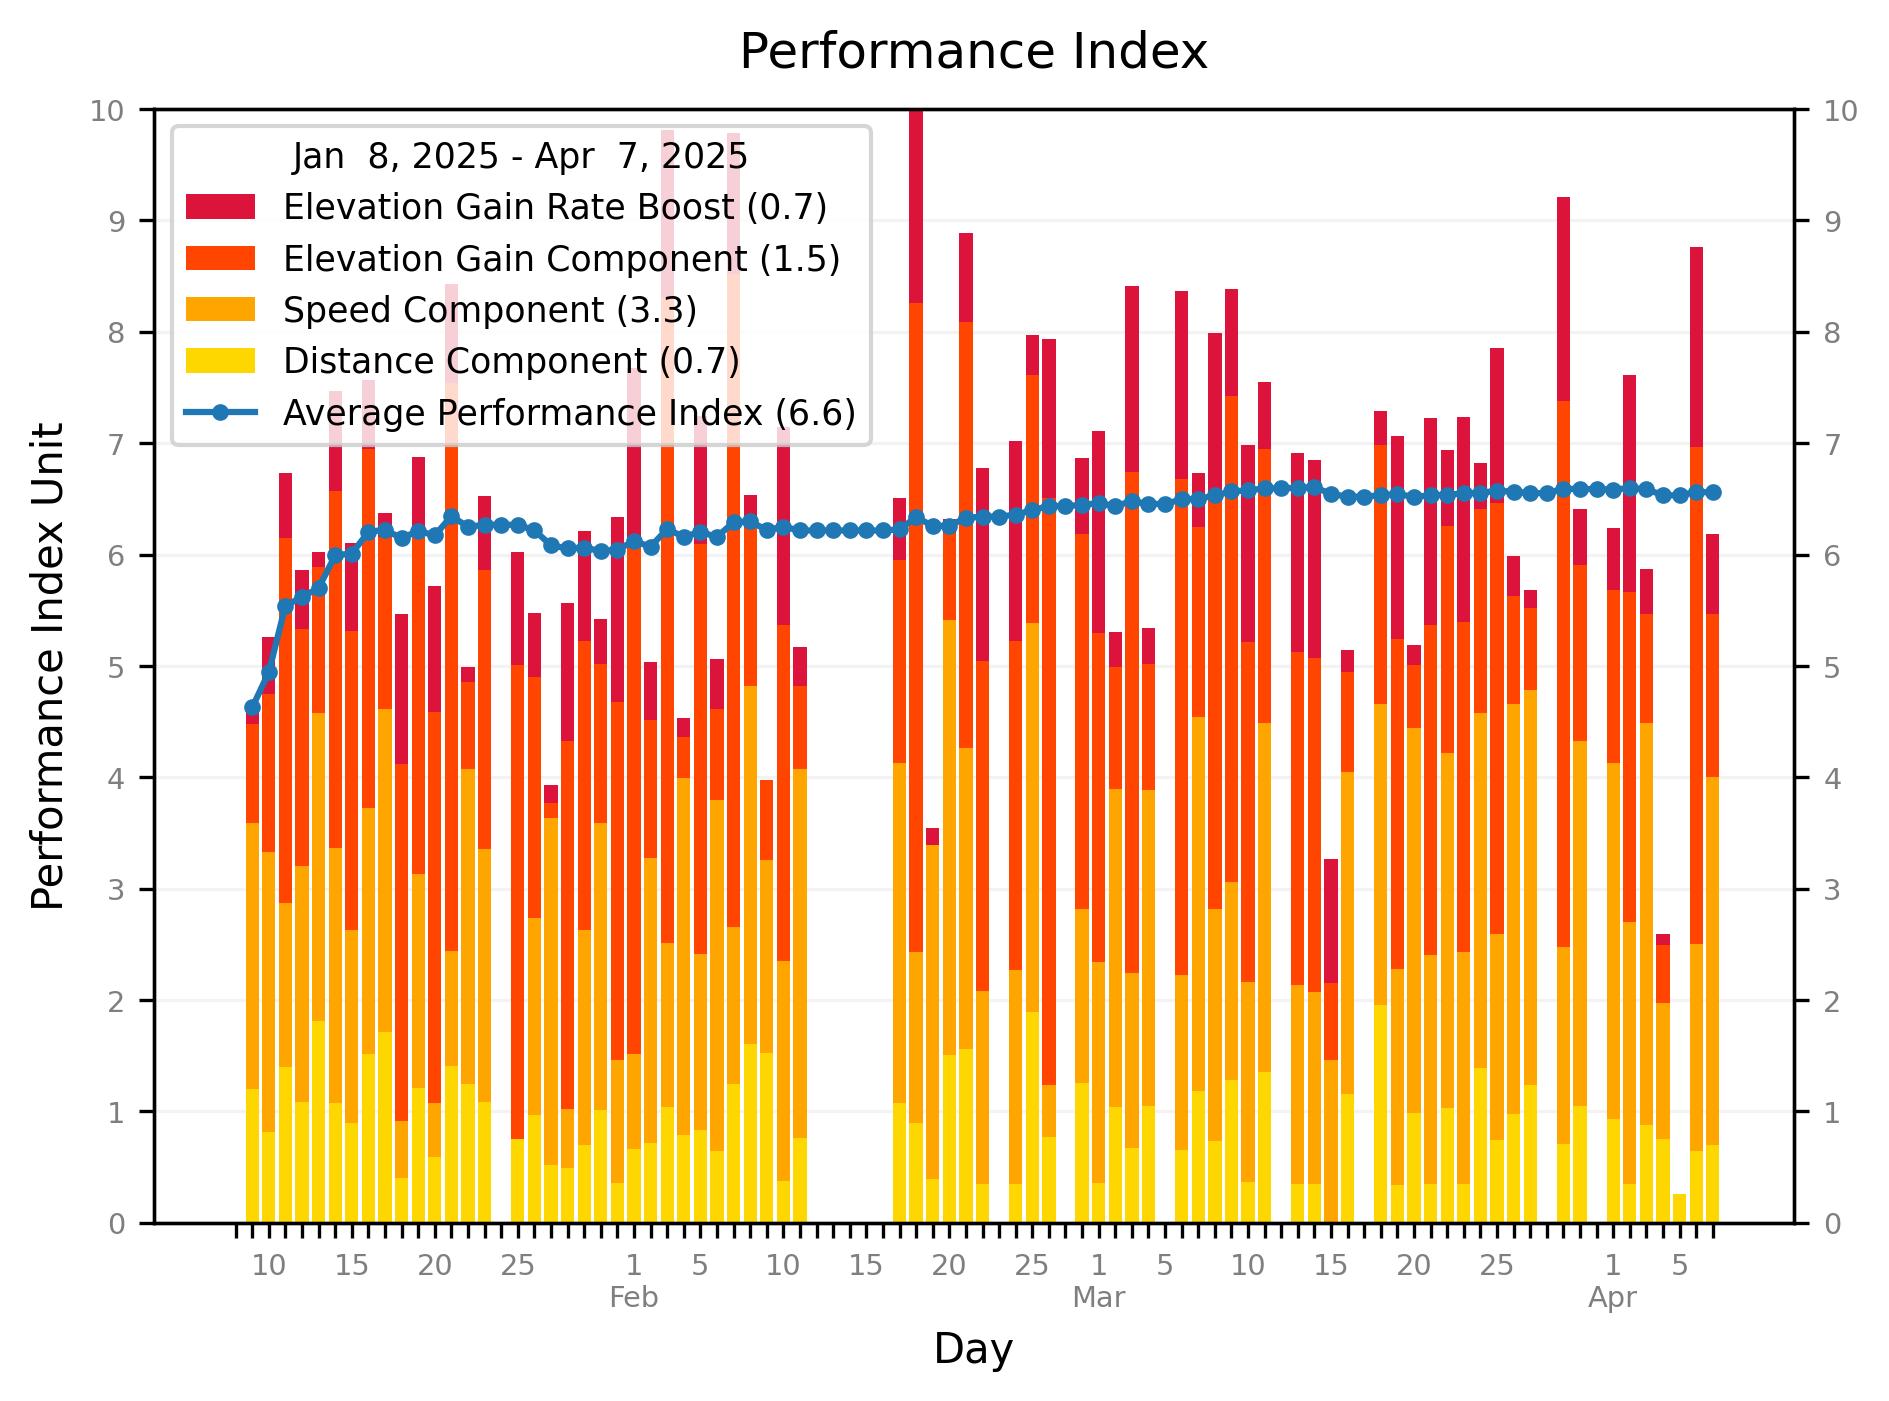 Performance Index
Jan  8, 2025 - Apr  7, 2025
Elevation Gain Rate Boost (0.7)
Elevation Gain Component (1.5)
Speed Component (3.3)
Distance Component (0.7)
Average Performance Index (6.6)
Performance Index Unit
10
9
8
7
6
5
4
3
2
1
0
10
9
8
7
6
5
4
3
2
1
0
10 15 20 25 1 5 10 15 20 25 1 5 10 15 20 25 1 5
Feb Mar Apr
Day